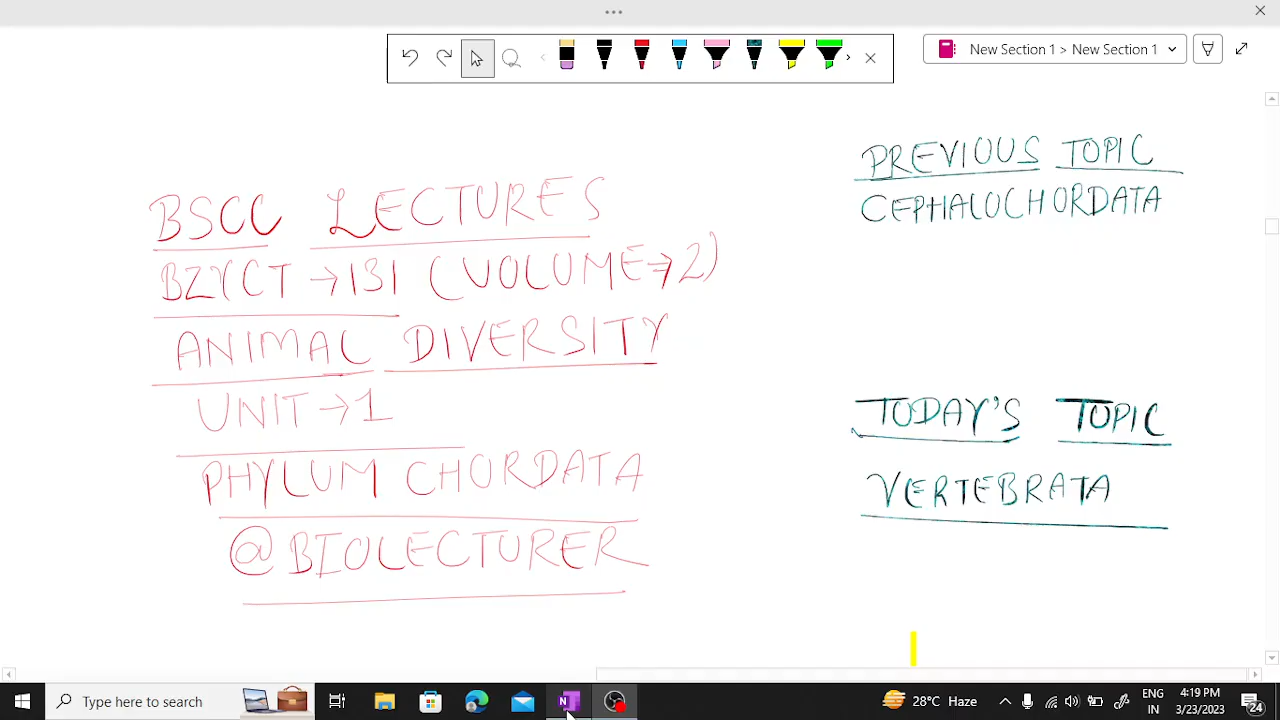 New Section 1 > New Section 1
BSCC LECTURES
BZYCT → 131 (VOLUME → 2)
ANIMAL DIVERSITY
UNIT → 1
PHYLUM CHORDATA
@BIOLECTURER
PREVIOUS TOPIC
CEPHALOCHORDATA
TODAY'S TOPIC
VERTEBRATA
Type here to search
28°C Haze
ENG
IN
4:19 PM
3/23/2023
24